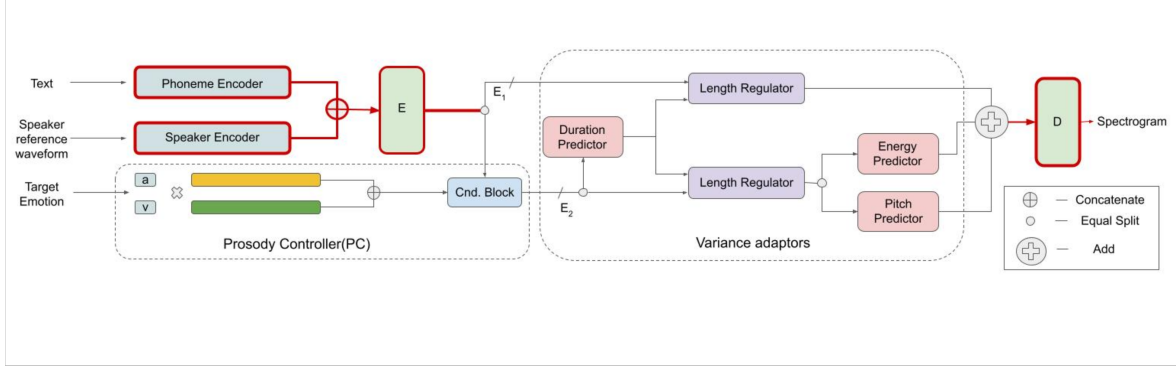 Text
Phoneme Encoder
Speaker
reference
waveform
Speaker Encoder
E
E1
Target
Emotion
a
v
Cnd. Block
Prosody Controller(PC)
E2
Duration
Predictor
Length Regulator
Length Regulator
Energy
Predictor
Pitch
Predictor
Variance adaptors
D
Spectrogram
Concatenate
Equal Split
Add